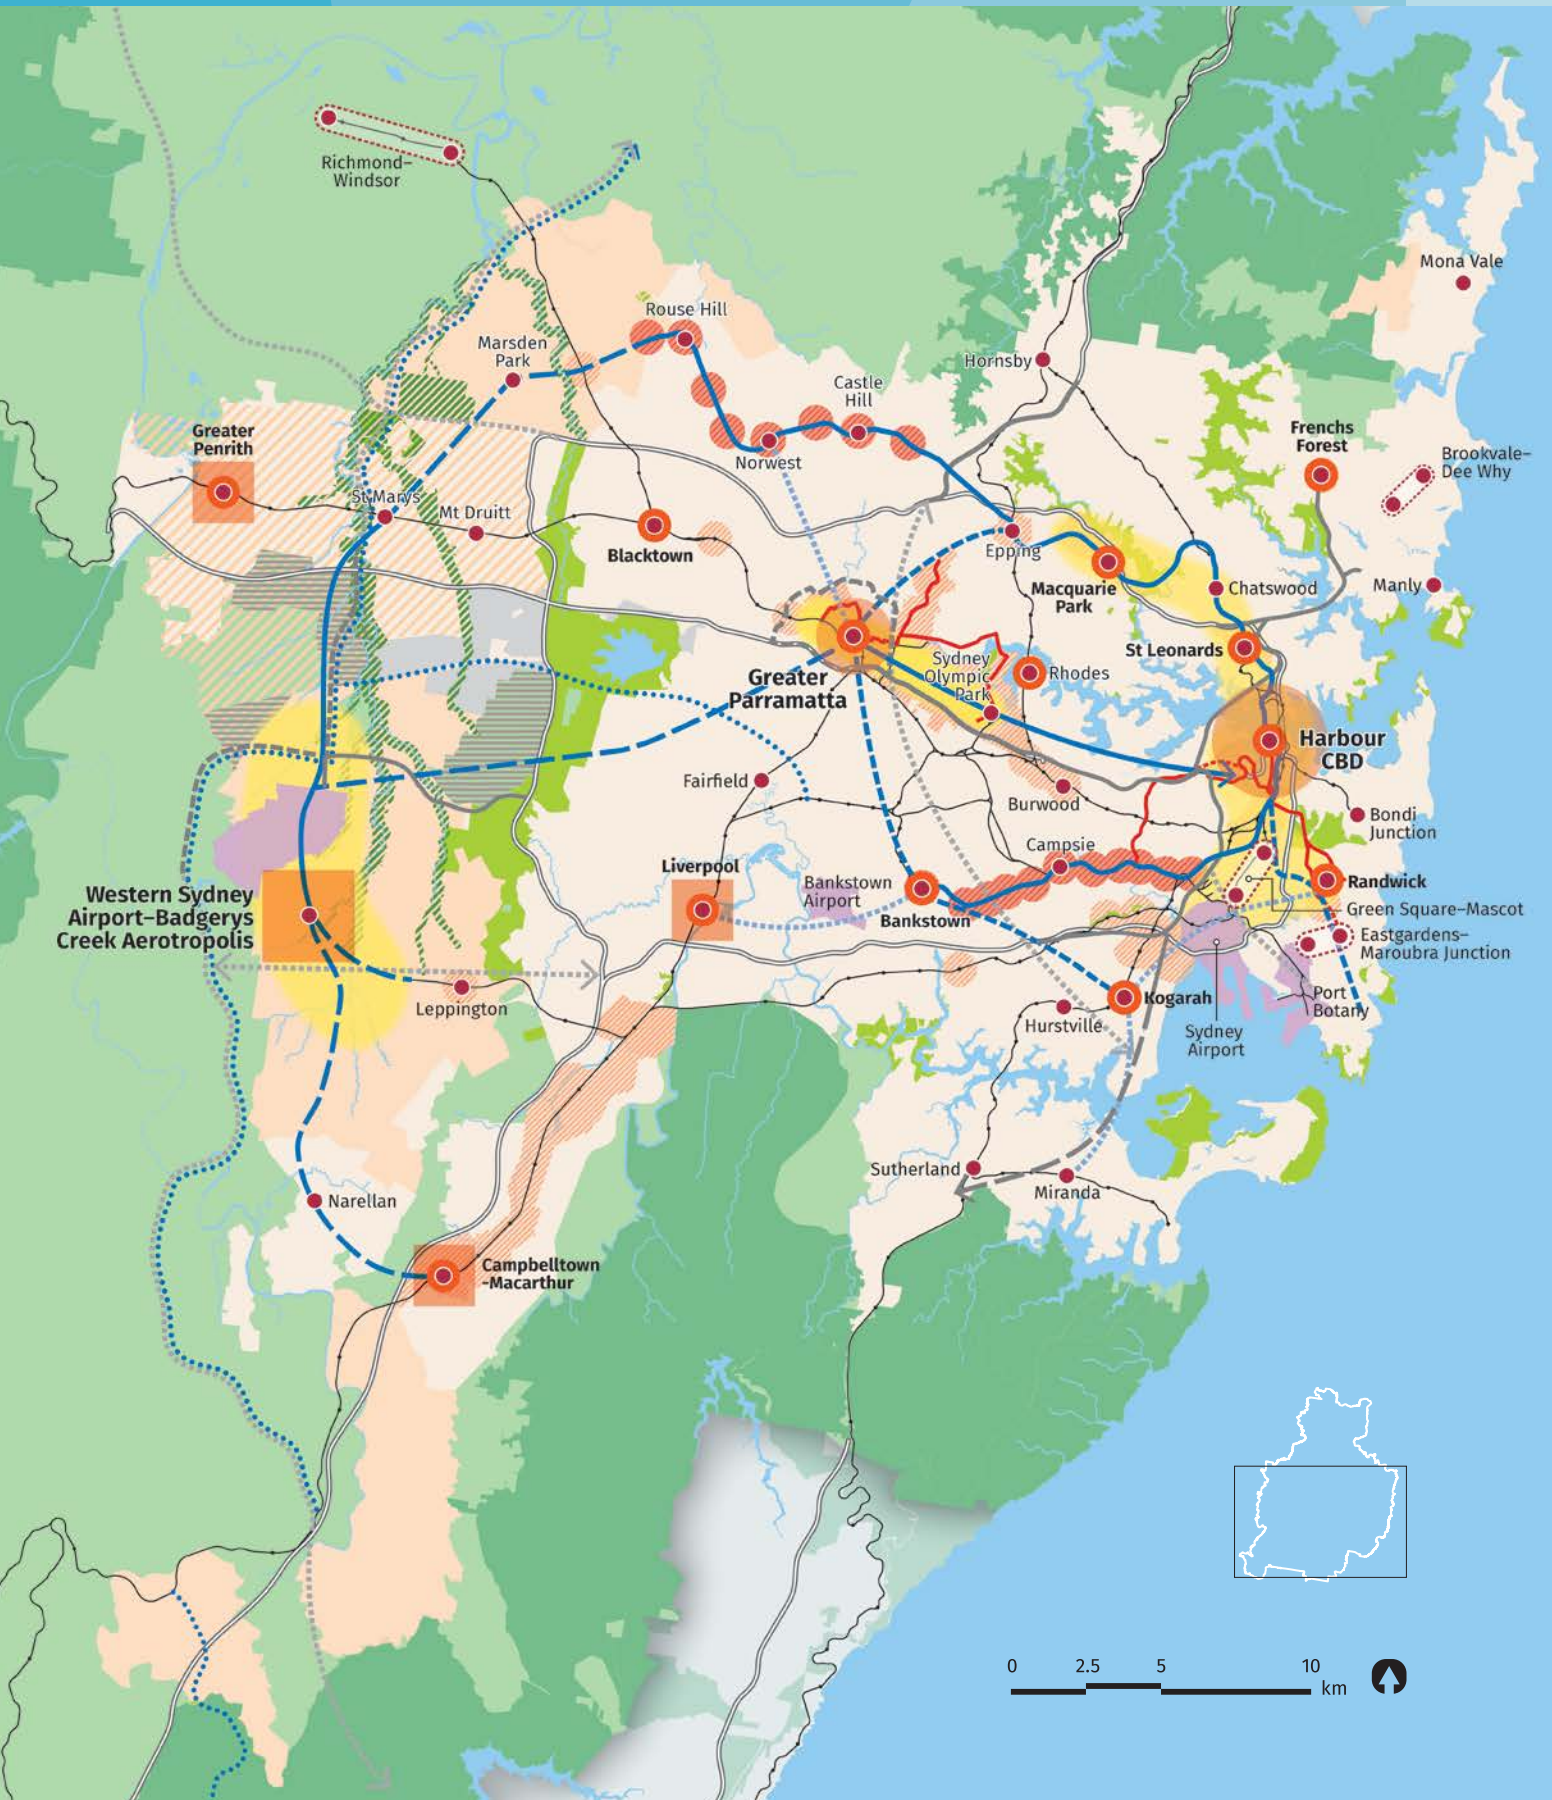 Richmond–
Windsor
Mona Vale
Rouse Hill
Marsden
Park
Hornsby
Castle
Hill
Greater
Penrith
Frenchs
Forest
Norwest
Brookvale–
Dee Why
St Marys
Mt Druitt
Blacktown
Epping
Macquarie
Park
Chatswood
Manly
St Leonards
Greater
Parramatta
Sydney
Olympic
Park
Rhodes
Harbour
CBD
Fairfield
Burwood
Bondi
Junction
Campsie
Liverpool
Bankstown
Airport
Western Sydney
Airport–Badgerys
Creek Aerotropolis
Randwick
Bankstown
Green Square–Mascot
Eastgardens–
Maroubra Junction
Leppington
Kogarah
Port
Botany
Hurstville
Sydney
Airport
Sutherland
Miranda
Narellan
Campbelltown
-Macarthur
0 2.5 5 10
km